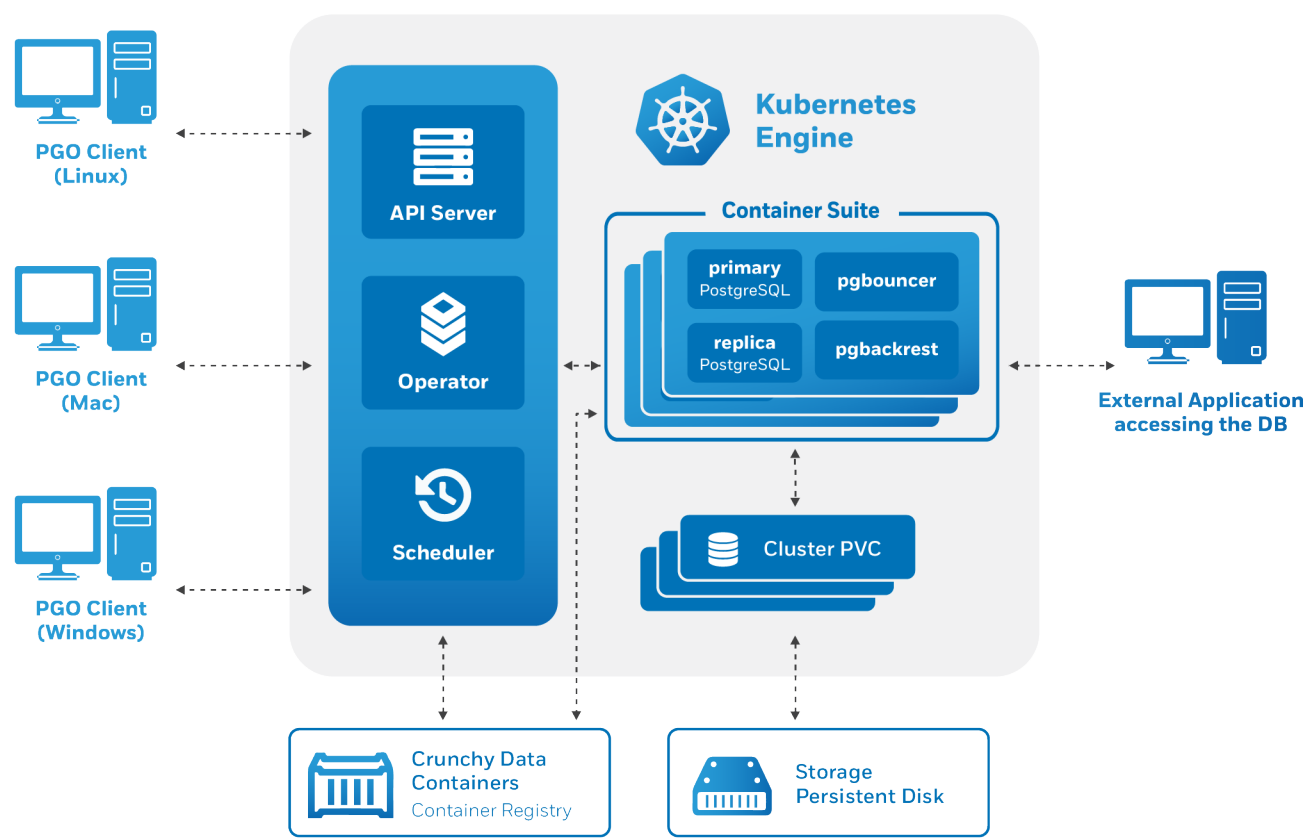 PGO Client
(Linux)
PGO Client
(Mac)
PGO Client
(Windows)
API Server
Operator
Scheduler
Kubernetes
Engine
Container Suite
primary
PostgreSQL
pgbouncer
replica
PostgreSQL
pgbackrest
Cluster PVC
External Application
accessing the DB
Crunchy Data
Containers
Container Registry
Storage
Persistent Disk